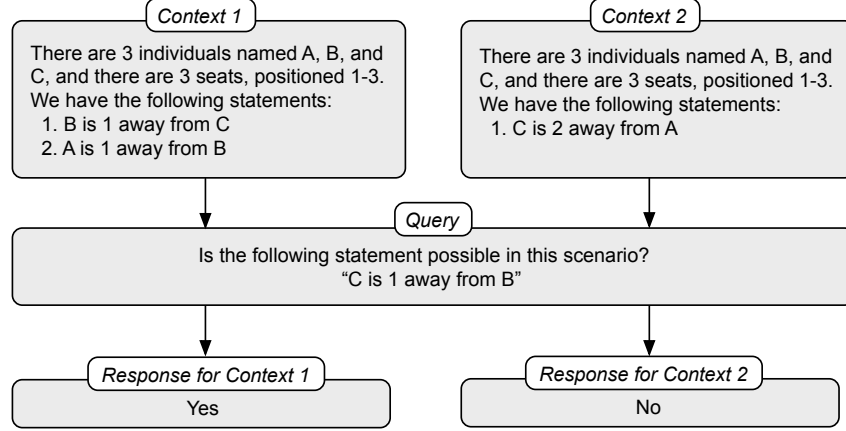 Context 1
There are 3 individuals named A, B, and
C, and there are 3 seats, positioned 1-3.
We have the following statements:
1. B is 1 away from C
2. A is 1 away from B
Context 2
There are 3 individuals named A, B, and
C, and there are 3 seats, positioned 1-3.
We have the following statements:
1. C is 2 away from A
Query
Is the following statement possible in this scenario?
“C is 1 away from B”
Response for Context 1
Yes
Response for Context 2
No